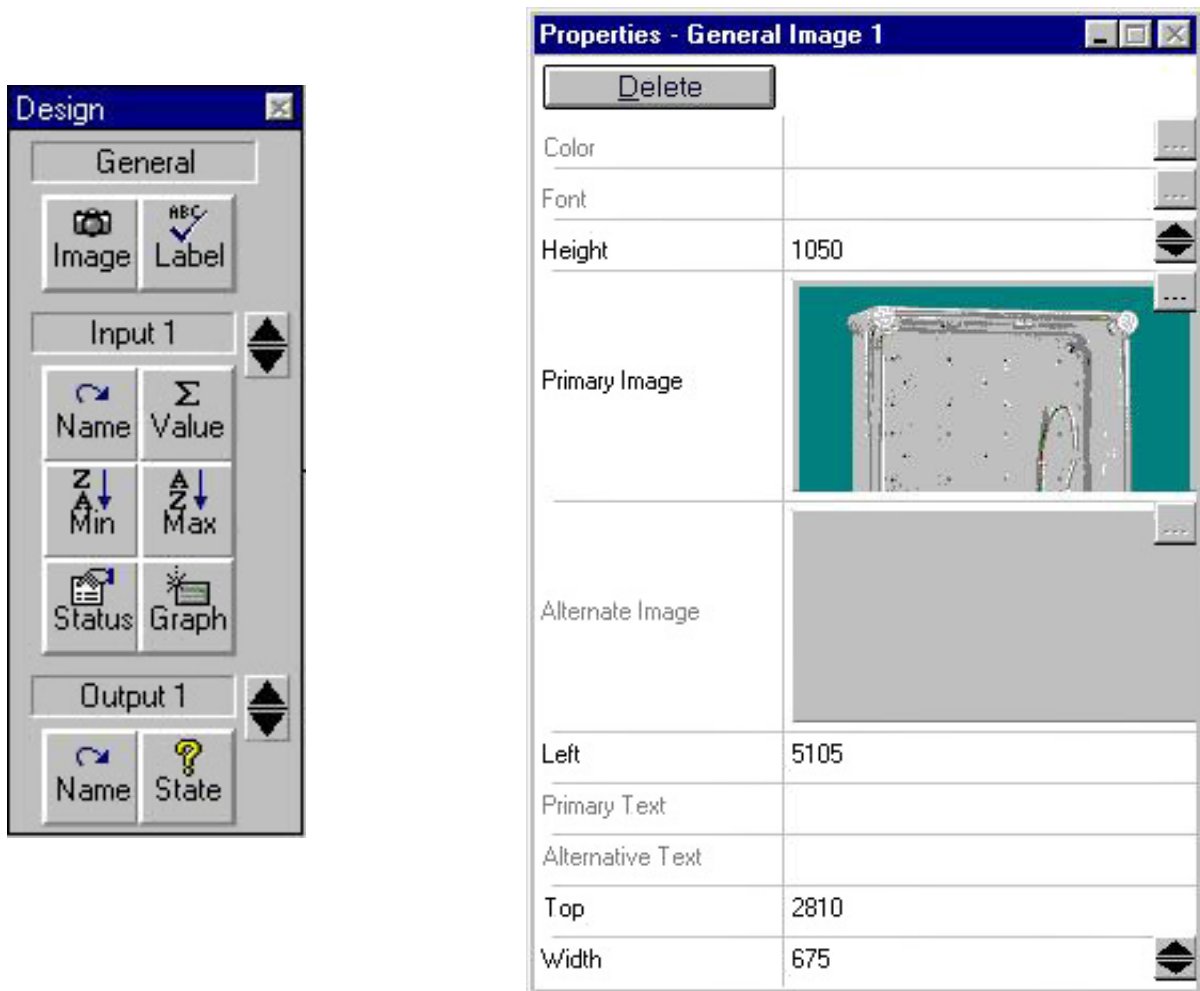 Design
General
ABC
Image Label
Input 1
Σ
Name Value
Z A
A Z
Min Max
Status Graph
Output 1
?
Name State
Properties - General Image 1
Delete
Color ...
Font ...
Height 1050
...
Primary Image
...
Alternate Image
Left 5105
Primary Text
Alternative Text
Top 2810
Width 675